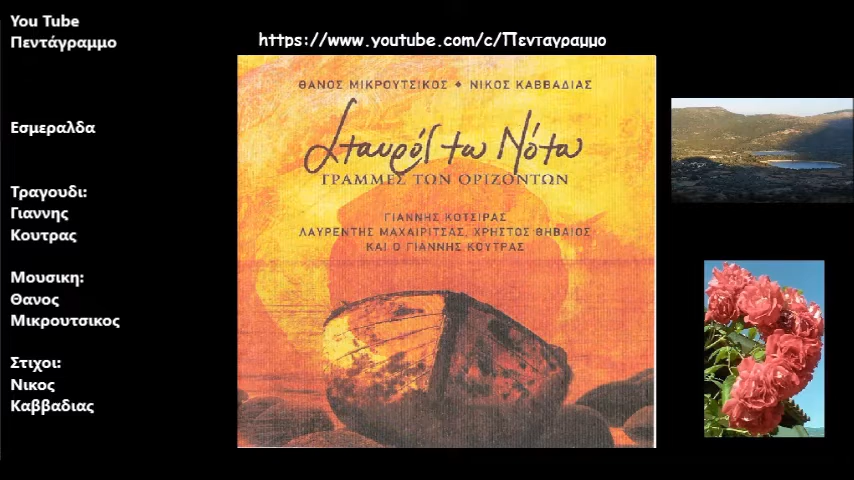 You Tube
Πεντάγραμμο
https://www.youtube.com/c/Πενταγραμμο
Εσμεραλδα
Τραγουδι:
Γιαννης
Κουτρας
Μουσικη:
Θανος
Μικρουτσικος
Στιχοι:
Νικος
Καββαδιας
ΘΑΝΟΣ ΜΙΚΡΟΥΤΣΙΚΟΣ ◆ ΝΙΚΟΣ ΚΑΒΒΑΔΙΑΣ
Σταυρός του Νότου
ΓΡΑΜΜΕΣ ΤΩΝ ΟΡΙΖΟΝΤΩΝ
ΓΙΑΝΝΗΣ ΚΟΤΣΙΡΑΣ
ΛΑΥΡΕΝΤΗΣ ΜΑΧΑΙΡΙΤΣΑΣ, ΧΡΗΣΤΟΣ ΘΗΒΑΙΟΣ
ΚΑΙ Ο ΓΙΑΝΝΗΣ ΚΟΥΤΡΑΣ